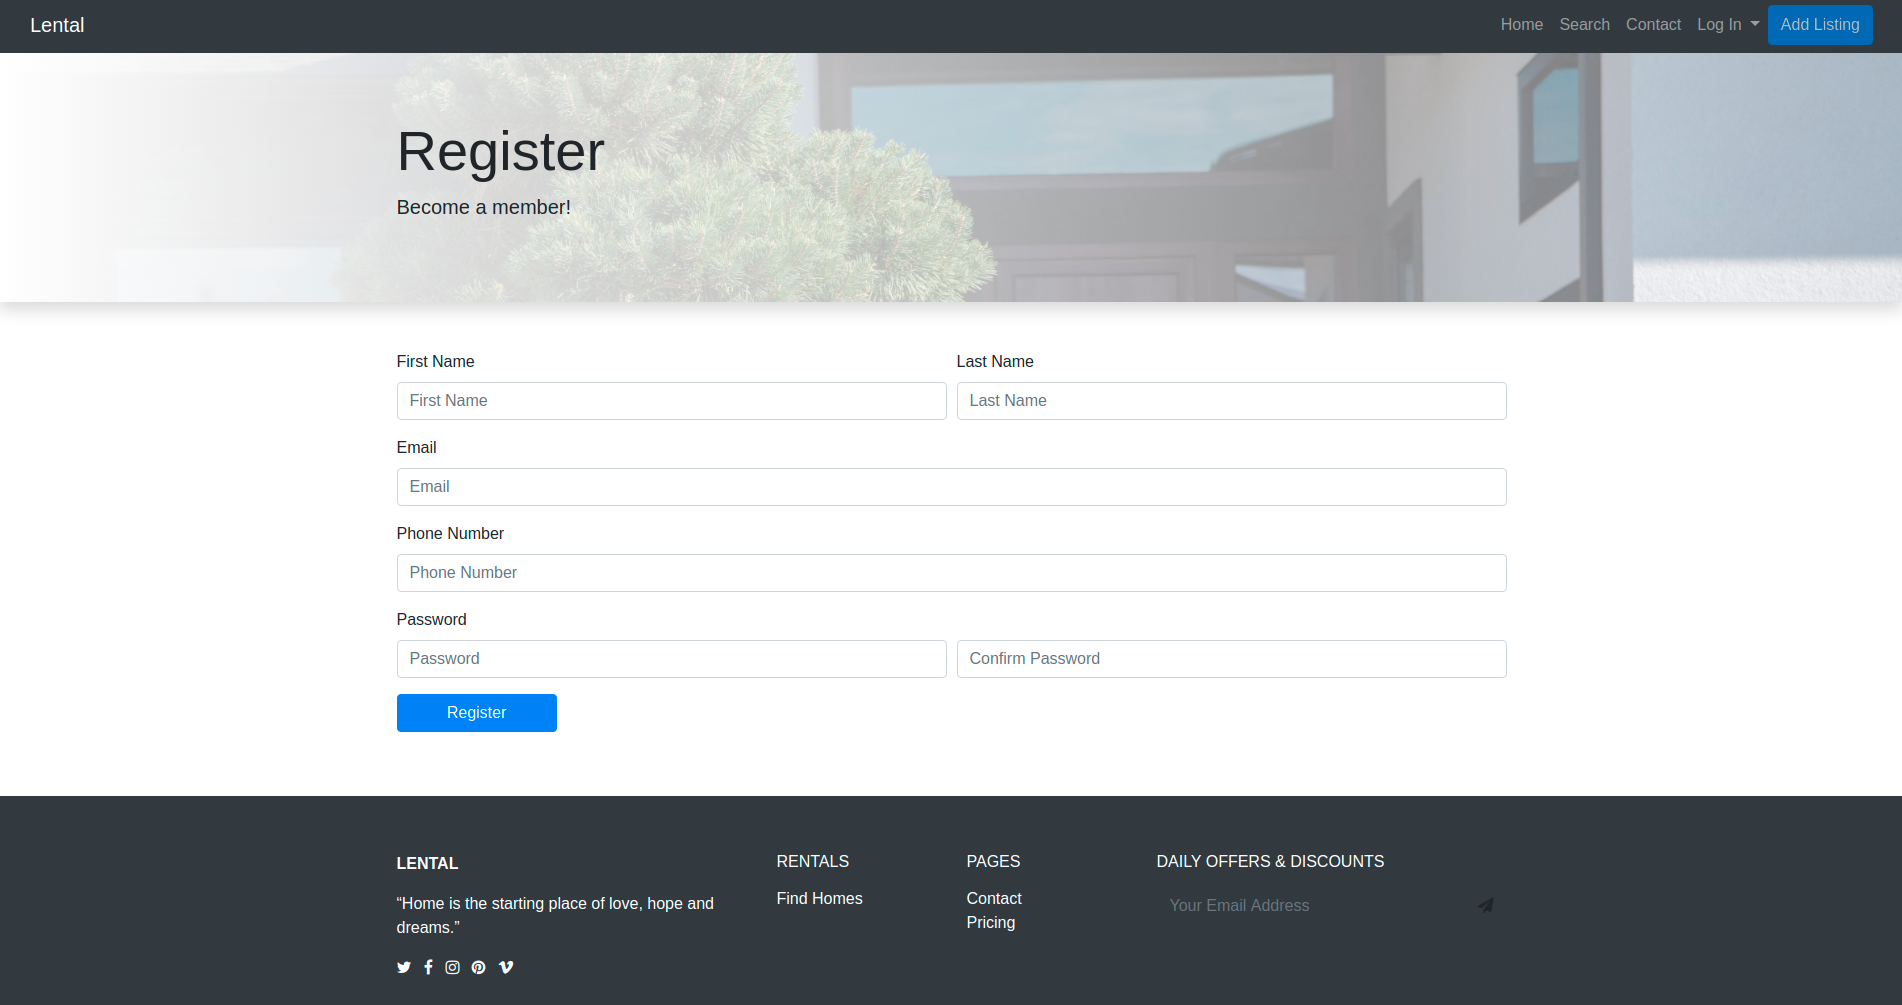 Lental
Home Search Contact Log In Add Listing
Register
Become a member!
First Name Last Name
First Name Last Name
Email
Email
Phone Number
Phone Number
Password
Password Confirm Password
Register
LENTAL
“Home is the starting place of love, hope and
dreams.”
RENTALS
Find Homes
PAGES
Contact
Pricing
DAILY OFFERS & DISCOUNTS
Your Email Address